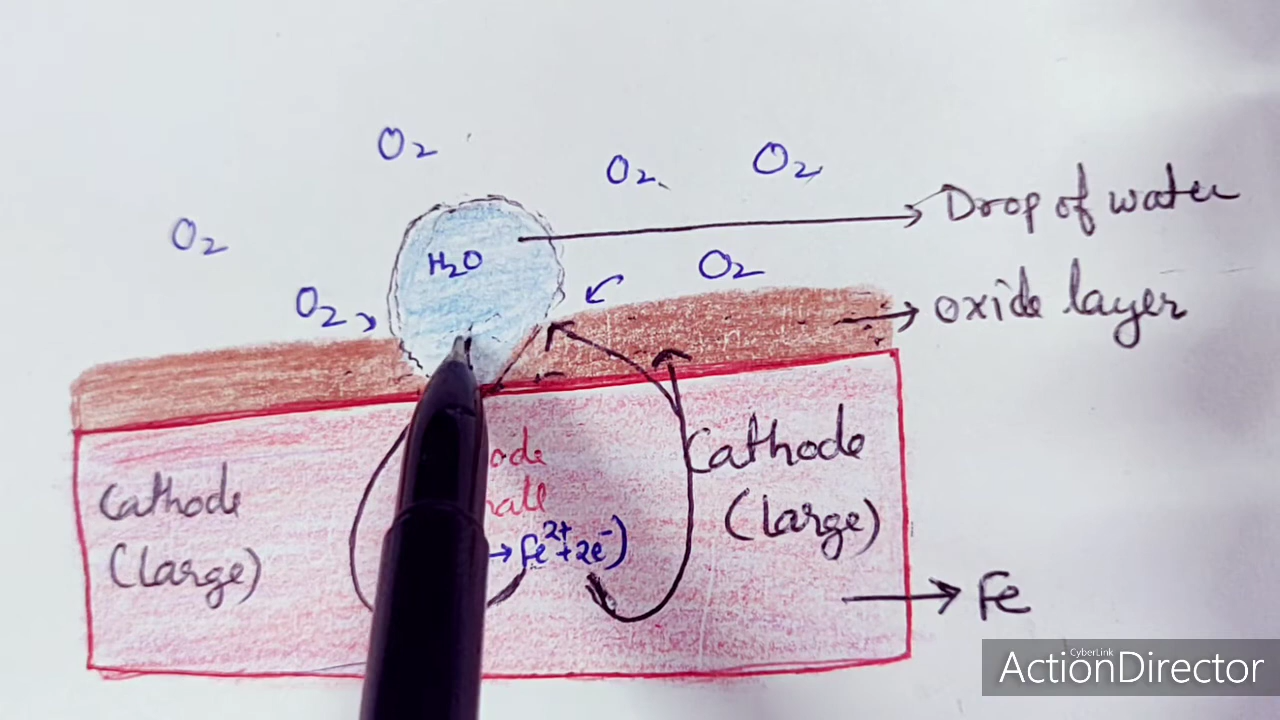 O2
O2
O2
Drop of water
O2
H2O
O2
O2
oxide layer
Cathode
(large)
Cathode
(large)
→ Fe2+ + 2e-)
Fe
CyberLink
ActionDirector